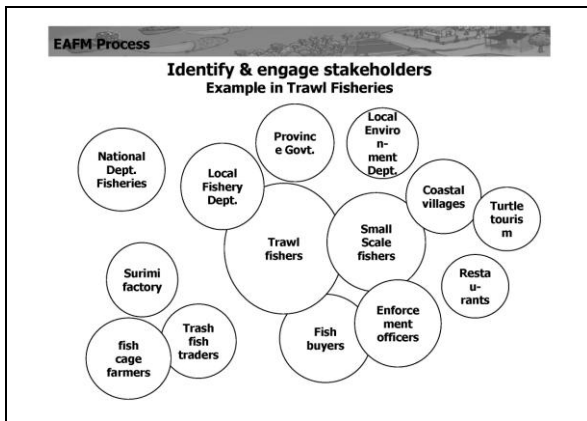 EAFM Process
Identify & engage stakeholders
Example in Trawl Fisheries
National
Dept.
Fisheries
Local
Fishery
Dept.
Provinc
e Govt.
Local
Environ
n-
ment
Dept.
Coastal
villages
Turtle
touris
m
Trawl
fishers
Small
Scale
fishers
Resta
u-
rants
Surimi
factory
fish
cage
farmers
Trash
fish
traders
Fish
buyers
Enforce
ment
officers